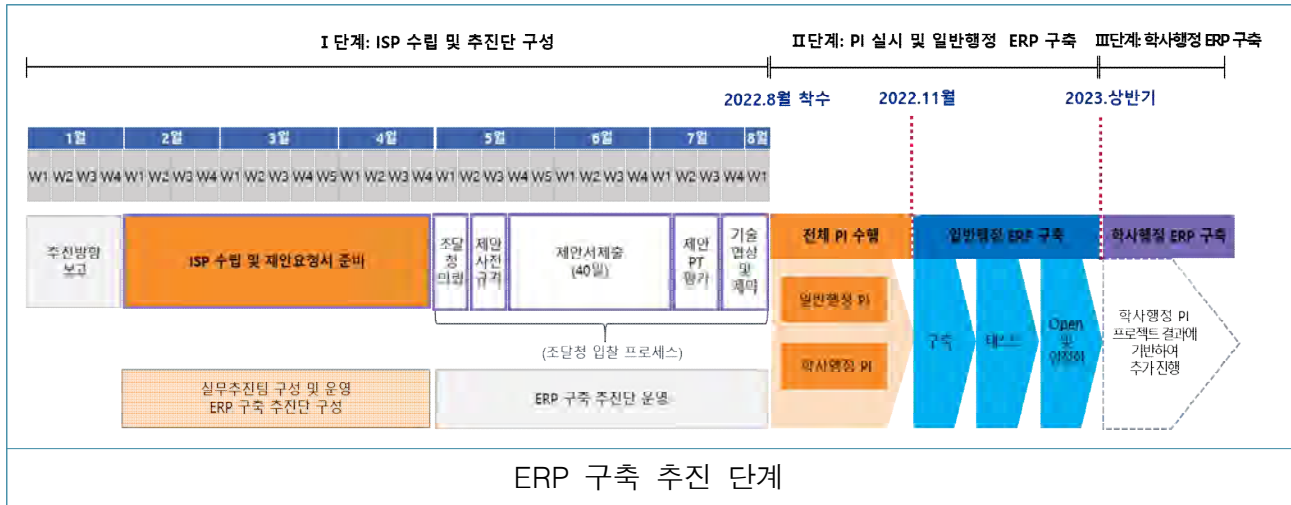 I 단계: ISP 수립 및 추진단 구성
II단계: PI 실시 및 일반행정 ERP 구축
III단계: 학사행정 ERP 구축
2022.8월 착수
2022.11월
2023.상반기
1월 2월 3월 4월 5월 6월 7월 8월
W1 W2 W3 W4 W1 W2 W3 W4 W1 W2 W3 W4 W5 W1 W2 W3 W4 W1 W2 W3 W4 W5 W1 W2 W3 W4 W1 W2 W3 W4 W1
추진방향
보고
ISP 수립 및 제안요청서 준비
조달
청
의뢰
제안
사전
규격
제안서제출
(40일)
제안
PT
평가
기술
협상
및
계약
(조달청 입찰 프로세스)
실무추진팀 구성 및 운영
ERP 구축 추진단 구성
ERP 구축 추진단 운영
전체 PI 수행
일반행정 PI
학사행정 PI
일반행정 ERP 구축
구축
테스트
Open
및
안정화
학사행정 ERP 구축
학사행정 PI
프로젝트 결과에
기반하여
추가진행
ERP 구축 추진 단계